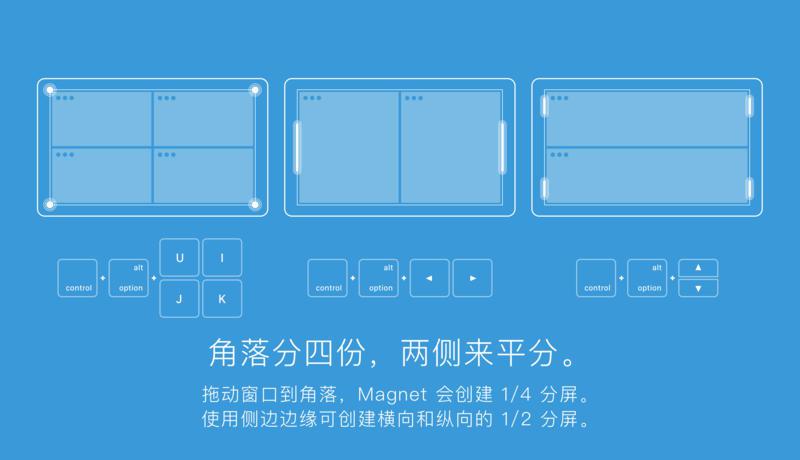 control + alt option + U I
J K
control + alt option + ◄ ►
control + alt option + ▲ ▼
角落分四份，两侧来平分。
拖动窗口到角落，Magnet 会创建 1/4 分屏。
使用侧边边缘可创建横向和纵向的 1/2 分屏。